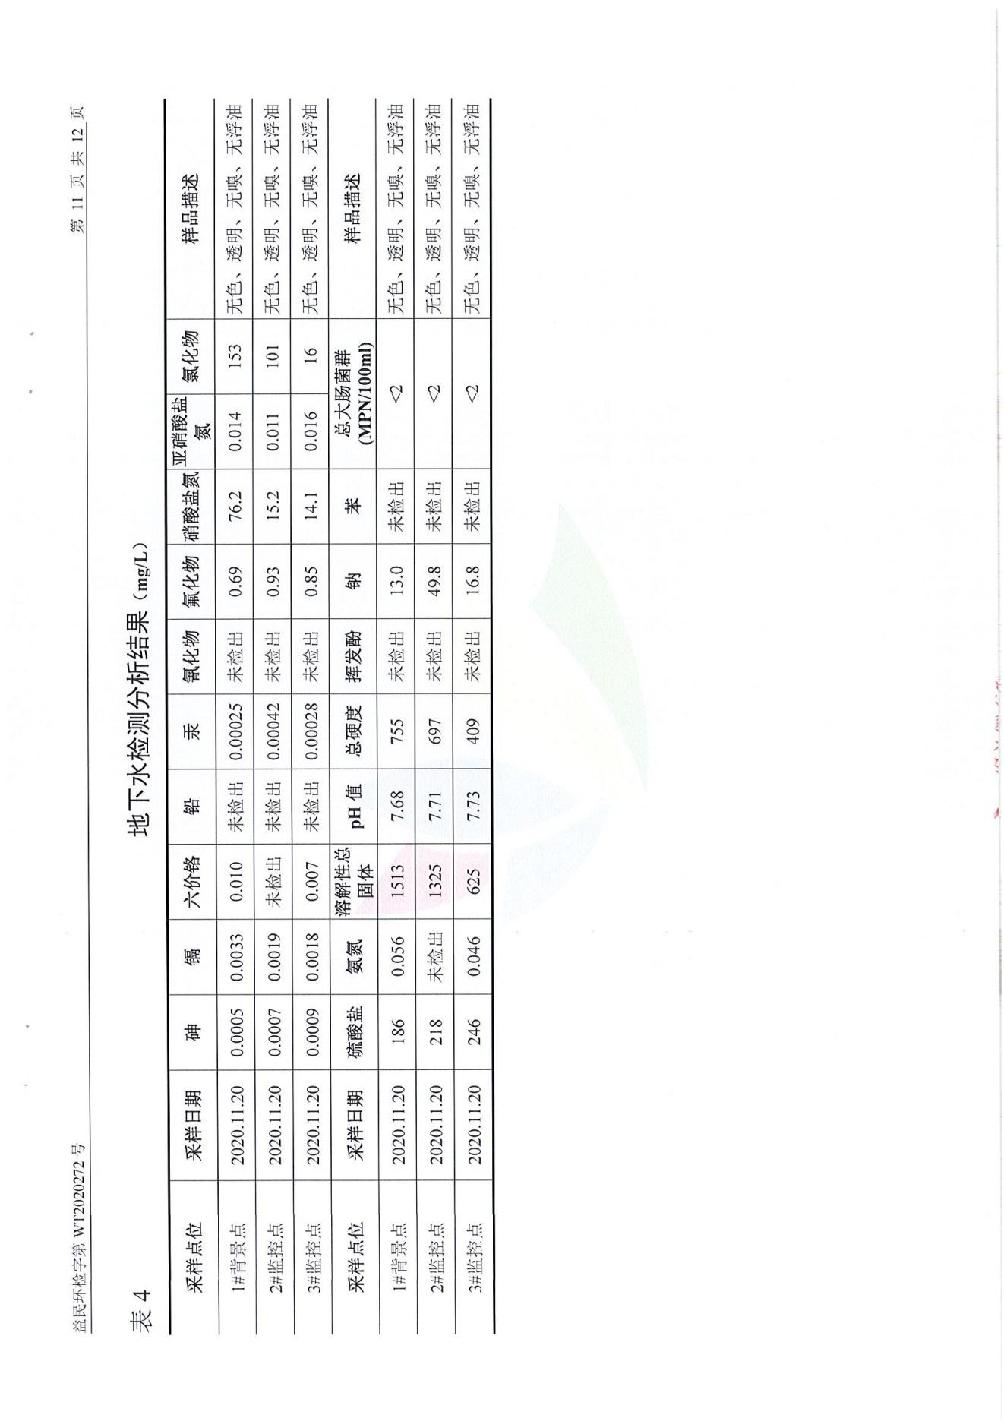 益民环检字第 WT2020272 号 第 11 页 共 12 页
表 4 地下水检测分析结果（mg/L）
采样点位 采样日期 砷 镉 六价铬 铅 汞 氰化物 氟化物 硝酸盐氮 亚硝酸盐氮 氯化物 样品描述
1#背景点 2020.11.20 0.0005 0.0033 0.010 未检出 0.00025 未检出 0.69 76.2 0.014 153 无色、透明、无嗅、无浮油
2#监控点 2020.11.20 0.0007 0.0019 未检出 未检出 0.00042 未检出 0.93 15.2 0.011 101 无色、透明、无嗅、无浮油
3#监控点 2020.11.20 0.0009 0.0018 0.007 未检出 0.00028 未检出 0.85 14.1 0.016 16 无色、透明、无嗅、无浮油
采样点位 采样日期 硫酸盐 氨氮 溶解性总固体 pH 值 总硬度 挥发酚 钠 苯 总大肠菌群(MPN/100ml) 样品描述
1#背景点 2020.11.20 186 0.056 1513 7.68 755 未检出 13.0 未检出 <2 无色、透明、无嗅、无浮油
2#监控点 2020.11.20 218 未检出 1325 7.71 697 未检出 49.8 未检出 <2 无色、透明、无嗅、无浮油
3#监控点 2020.11.20 246 0.046 625 7.73 409 未检出 16.8 未检出 <2 无色、透明、无嗅、无浮油